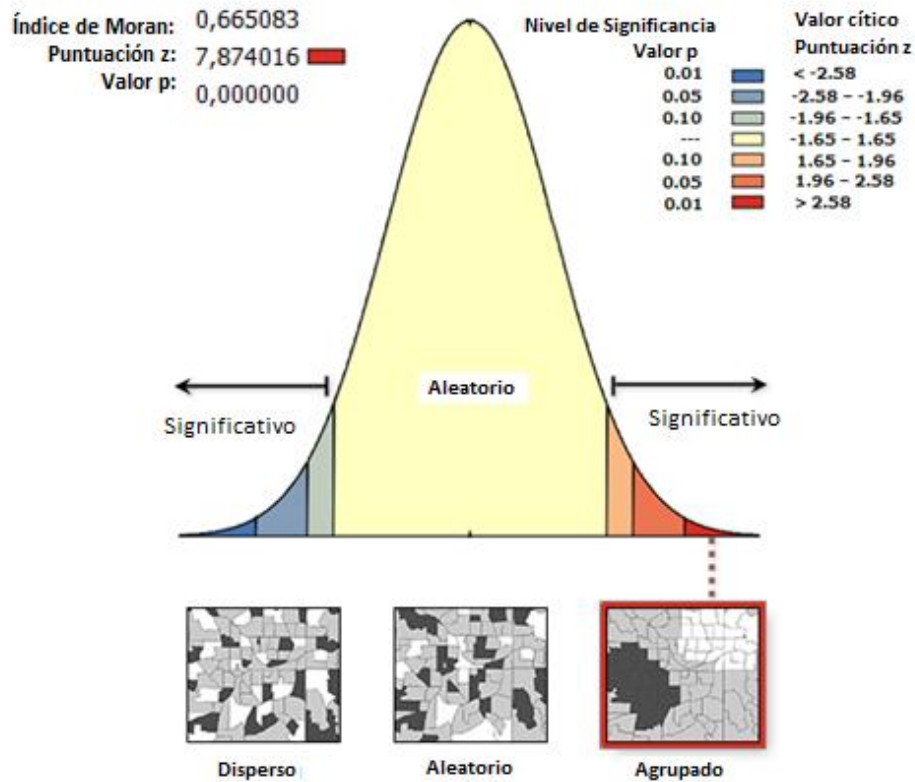 Índice de Moran: 0,665083
Puntuación z: 7,874016
Valor p: 0,000000
Nivel de Significancia
Valor p
Valor cítico
Puntuación z
0.01 < -2.58
0.05 -2.58 – -1.96
0.10 -1.96 – -1.65
--- -1.65 – 1.65
0.10 1.65 – 1.96
0.05 1.96 – 2.58
0.01 > 2.58
Significativo
Aleatorio
Significativo
Disperso
Aleatorio
Agrupado